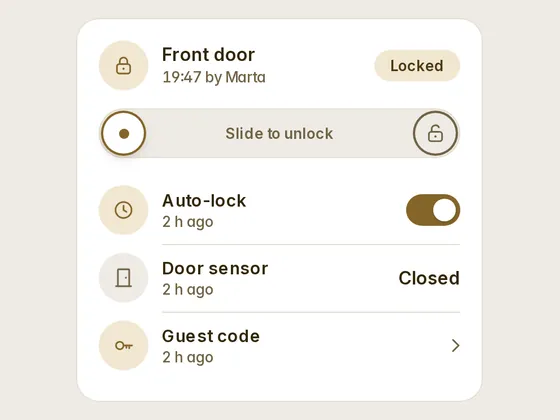 Front door
19:47 by Marta
Locked
Slide to unlock
Auto-lock
2 h ago
Door sensor
2 h ago
Closed
Guest code
2 h ago